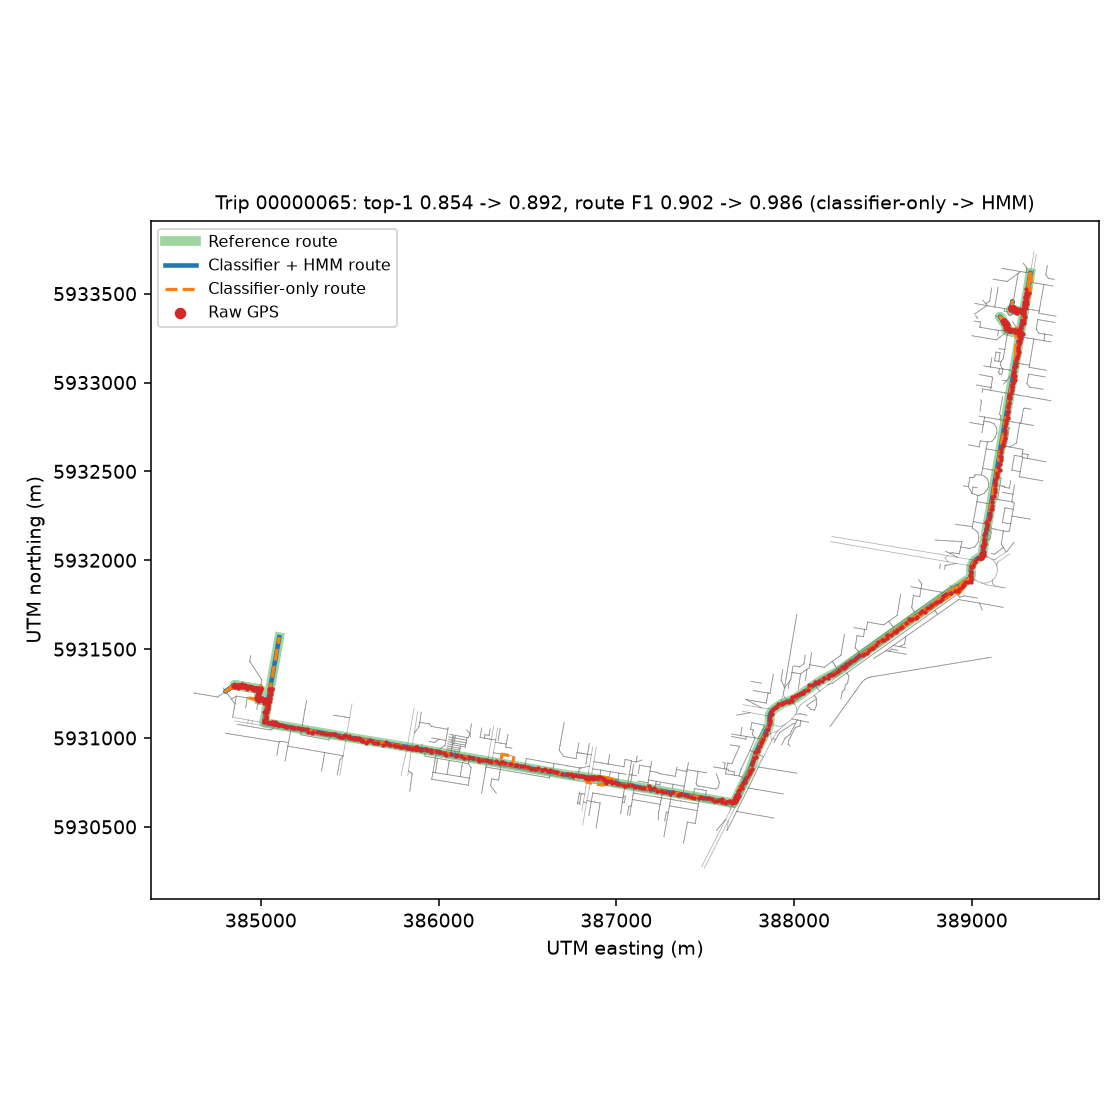 Trip 00000065: top-1 0.854 -> 0.892, route F1 0.902 -> 0.986 (classifier-only -> HMM)
Reference route
Classifier + HMM route
Classifier-only route
Raw GPS
5933500
5933000
5932500
5932000
5931500
5931000
5930500
UTM northing (m)
385000 386000 387000 388000 389000
UTM easting (m)